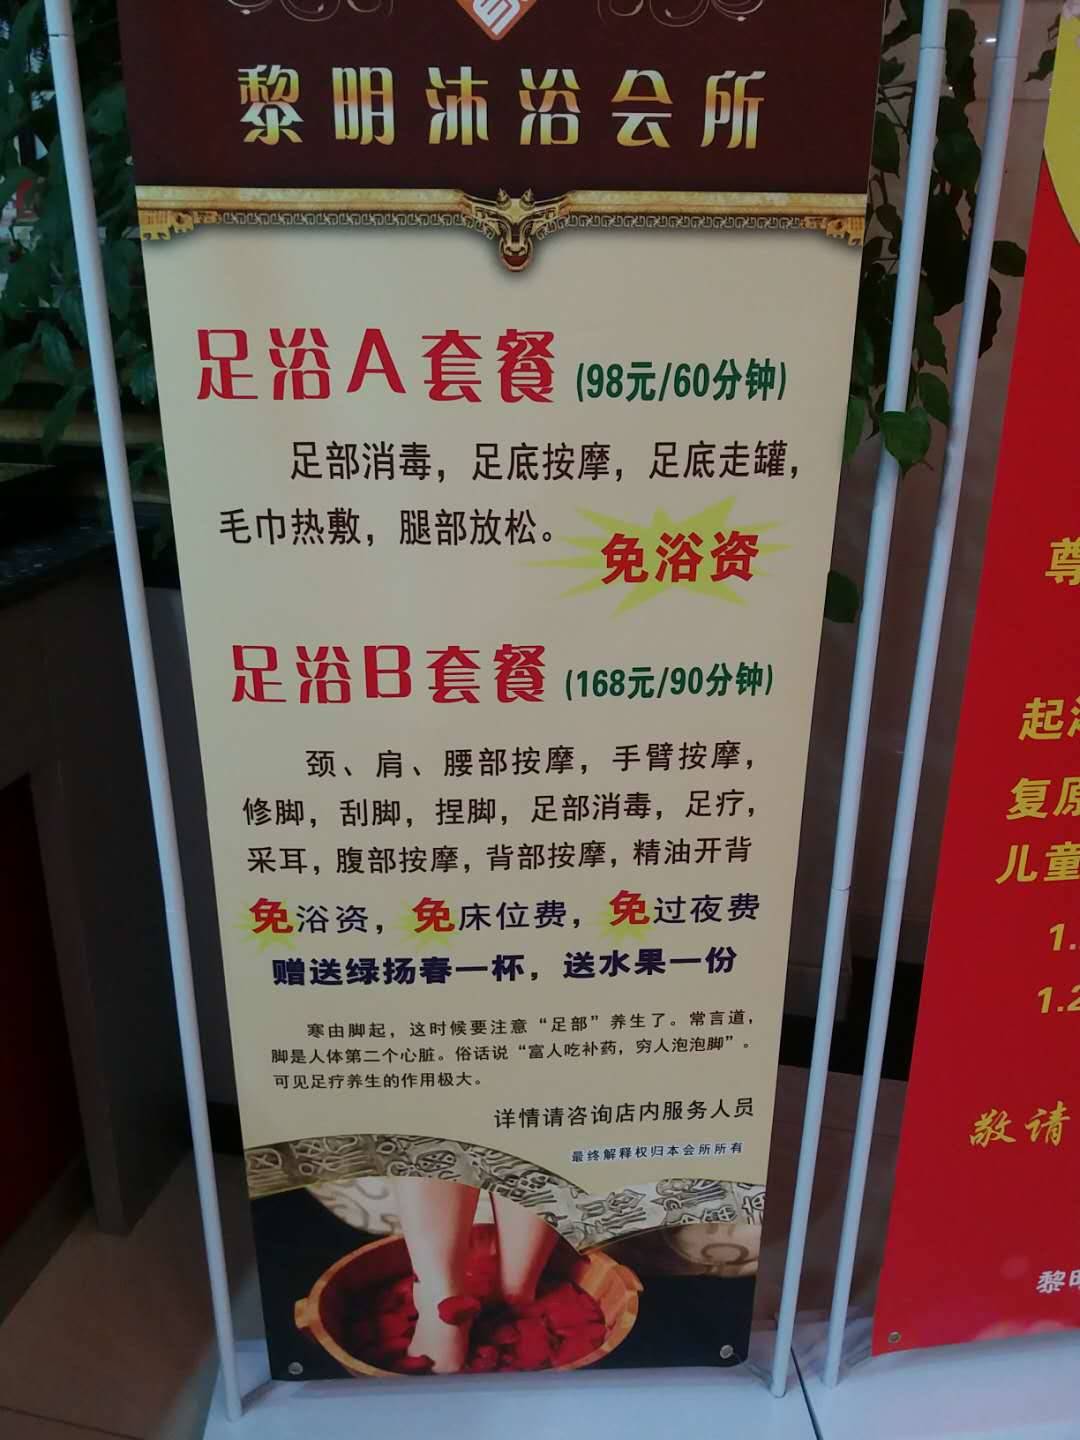 黎明沐浴会所
足浴A套餐 (98元/60分钟)
足部消毒，足底按摩，足底走罐，
毛巾热敷，腿部放松。
免浴资
足浴B套餐 (168元/90分钟)
颈、肩、腰部按摩，手臂按摩，
修脚，刮脚，捏脚，足部消毒，足疗，
采耳，腹部按摩，背部按摩，精油开背
免浴资，免床位费，免过夜费
赠送绿扬春一杯，送水果一份
寒由脚起，这时候要注意“足部”养生了。常言道，
脚是人体第二个心脏。俗话说“富人吃补药，穷人泡泡脚”。
可见足疗养生的作用极大。
详情请咨询店内服务人员
最终解释权归本会所所有
尊
起
复原
儿童
1.
1.2
敬请
黎明